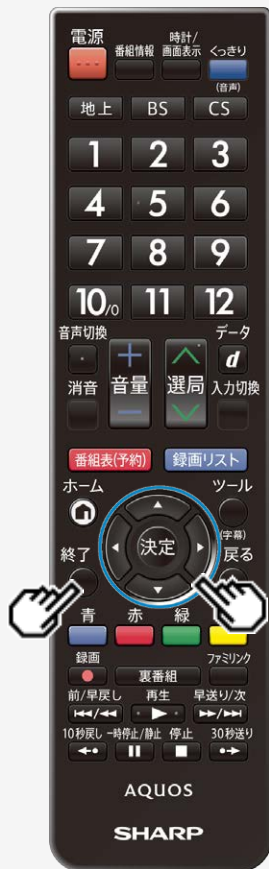 電源 番組情報 時計/画面表示 くっきり
(音声)
地上 BS CS
1 2 3
4 5 6
7 8 9
10/0 11 12
音声切換 データ
+ d
消音 音量 選局 入力切換
−
番組表(予約) 録画リスト
ホーム ツール
(字幕)
終了 決定 戻る
青 赤 緑
録画 裏番組 ファミリンク
前/早戻し 再生 早送り/次
10秒戻し 一時停止/静止 停止 30秒送り
AQUOS
SHARP